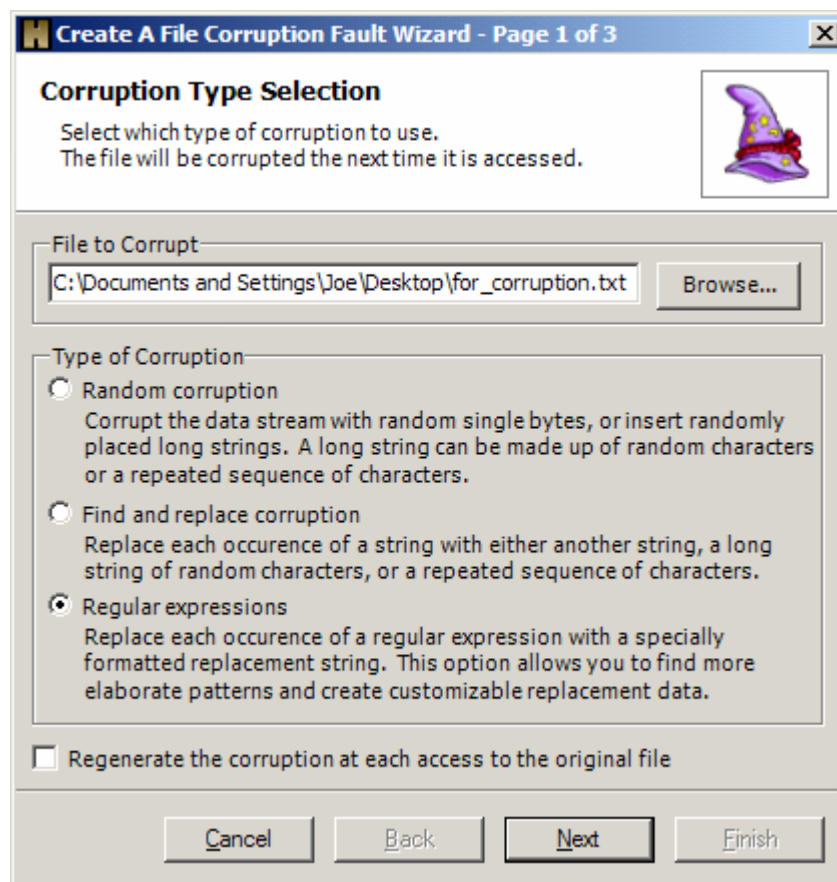 Create A File Corruption Fault Wizard - Page 1 of 3
Corruption Type Selection
Select which type of corruption to use.
The file will be corrupted the next time it is accessed.
File to Corrupt
C:\Documents and Settings\Joe\Desktop\for_corruption.txt
Browse...
Type of Corruption
Random corruption
Corrupt the data stream with random single bytes, or insert randomly
placed long strings. A long string can be made up of random characters
or a repeated sequence of characters.
Find and replace corruption
Replace each occurence of a string with either another string, a long
string of random characters, or a repeated sequence of characters.
Regular expressions
Replace each occurence of a regular expression with a specially
formatted replacement string. This option allows you to find more
elaborate patterns and create customizable replacement data.
Regenerate the corruption at each access to the original file
Cancel
Back
Next
Finish